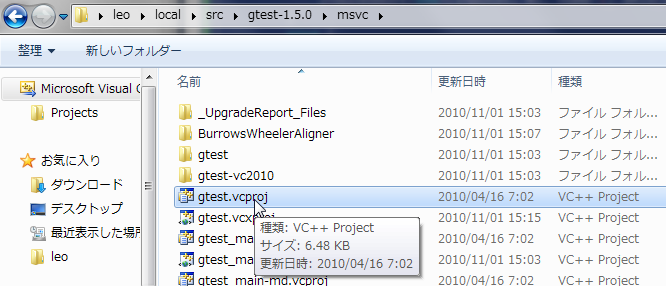 leo ▸ local ▸ src ▸ gtest-1.5.0 ▸ msvc ▸
整理 ▼ 新しいフォルダー
Microsoft Visual
Projects
お気に入り
ダウンロード
デスクトップ
最近表示した場所
leo
名前 更新日時 種類
_UpgradeReport_Files 2010/11/01 15:03 ファイル フォル...
BurrowsWheelerAligner 2010/11/01 15:07 ファイル フォル...
gtest 2010/11/01 15:03 ファイル フォル...
gtest-vc2010 2010/11/01 15:03 ファイル フォル...
gtest.vcproj 2010/04/16 7:02 VC++ Project
gtest.vcxproj 2010/11/01 15:15 VC++ Project
gtest_ma 2010/04/16 7:02 VC++ Project
gtest_ma 2010/11/01 15:03 VC++ Project
gtest_main-md.vcproj 2010/04/16 7:02 VC++ Project
種類: VC++ Project
サイズ: 6.48 KB
更新日時: 2010/04/16 7:02